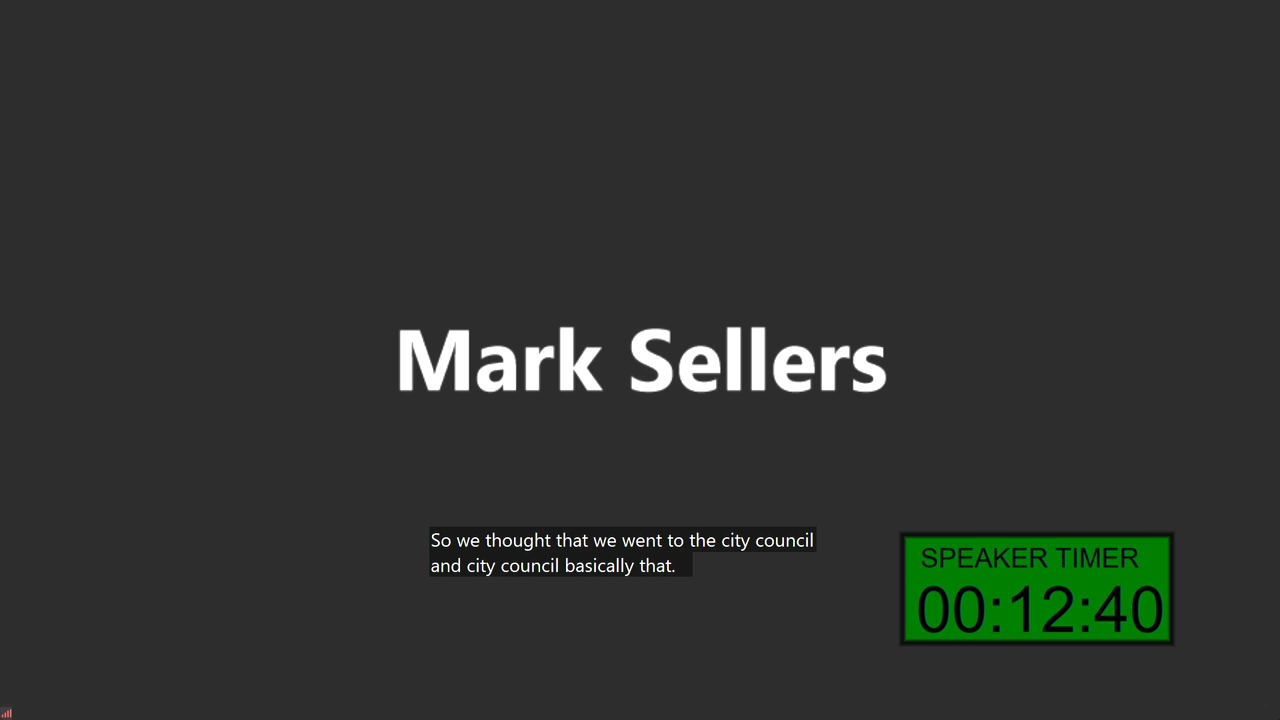 Mark Sellers
So we thought that we went to the city council
and city council basically that.
SPEAKER TIMER
00:12:40